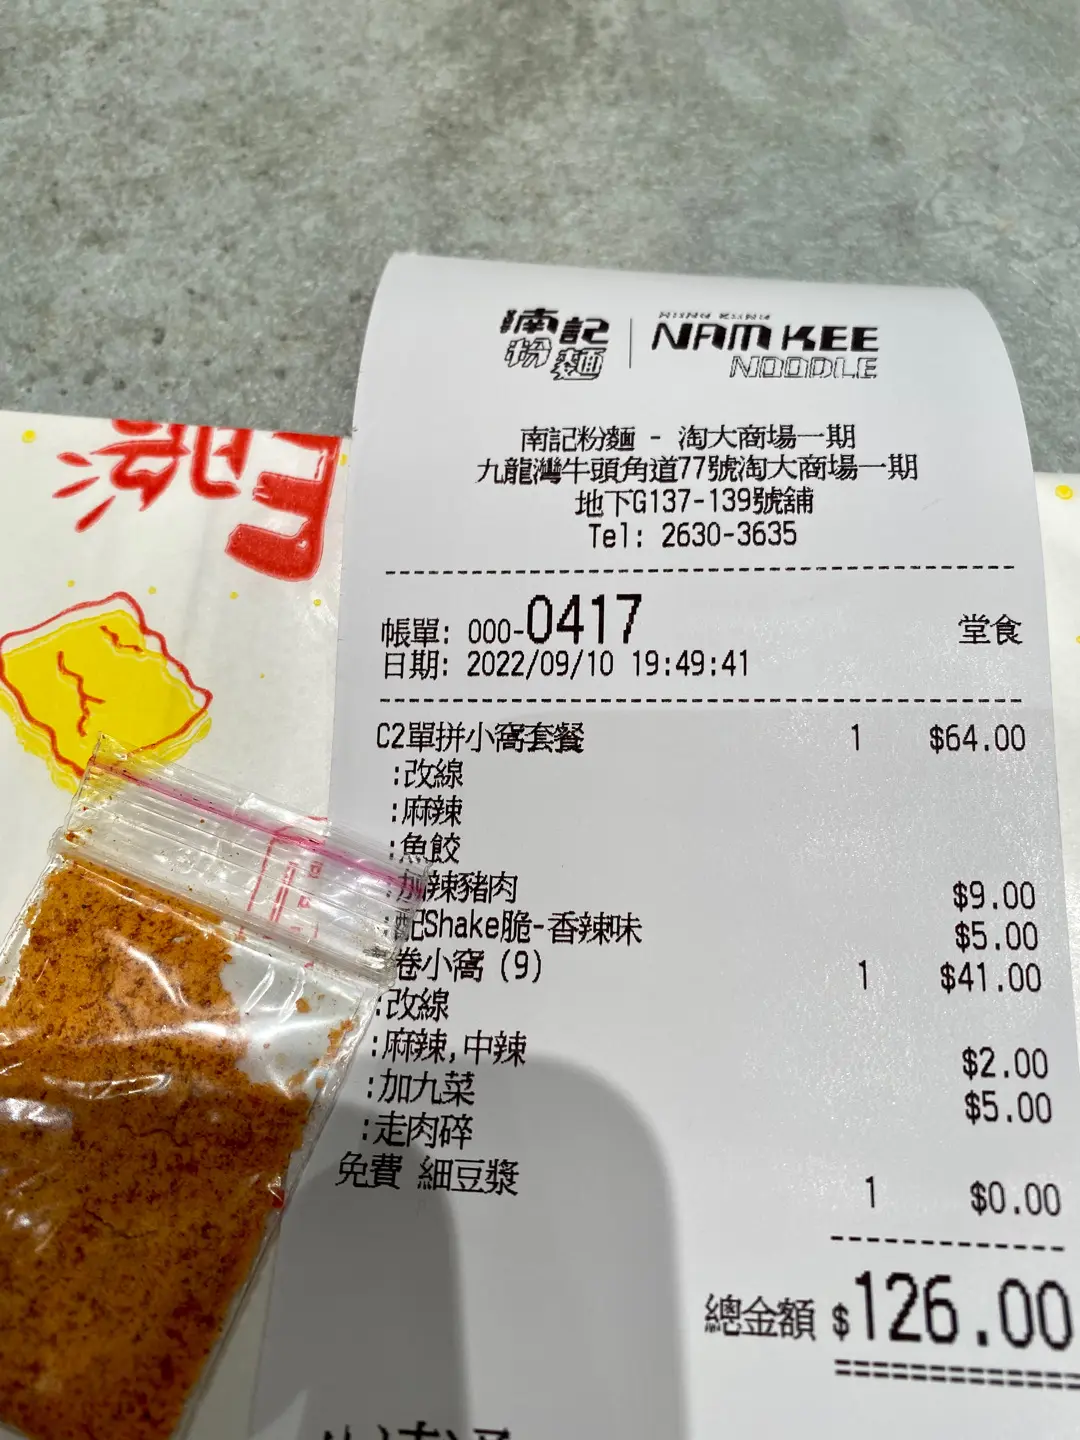 南記
粉麵
HONG KONG
NAM KEE
NOODLE
南記粉麵 - 淘大商場一期
九龍灣牛頭角道77號淘大商場一期
地下G137-139號舖
Tel: 2630-3635
帳單: 000-0417 堂食
日期: 2022/09/10 19:49:41
C2單拼小窩套餐 1 $64.00
:改線
:麻辣
:魚餃
:加辣豬肉 $9.00
:配Shake脆-香辣味 $5.00
卷小窩 (9) 1 $41.00
:改線
:麻辣,中辣 $2.00
:加九菜 $5.00
:走肉碎
免費 細豆漿 1 $0.00
總金額 $126.00